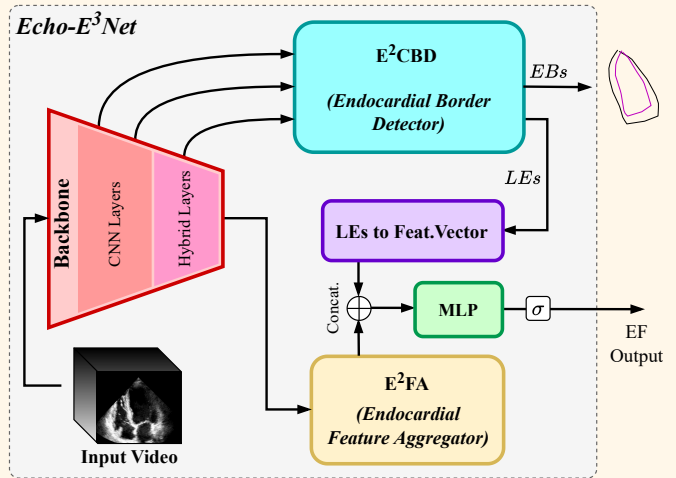 Echo-E³Net
E²CBD
(Endocardial Border
Detector)
EBs
LEs
Backbone
CNN Layers
Hybrid Layers
LEs to Feat.Vector
Concat.
MLP
σ
EF
Output
E²FA
(Endocardial
Feature Aggregator)
Input Video